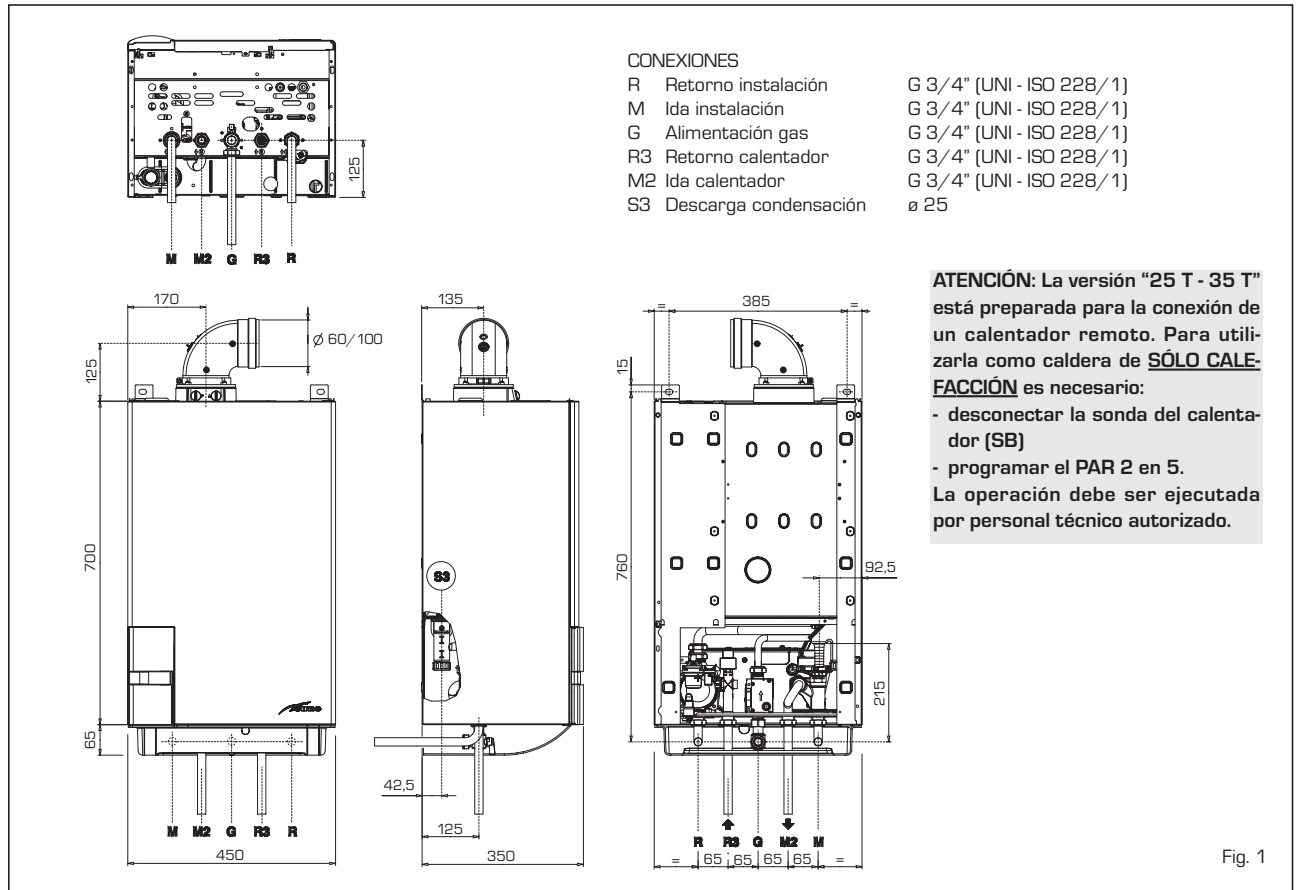 CONEXIONES
R Retorno instalación G 3/4” (UNI - ISO 228/1)
M Ida instalación G 3/4” (UNI - ISO 228/1)
G Alimentación gas G 3/4” (UNI - ISO 228/1)
R3 Retorno calentador G 3/4” (UNI - ISO 228/1)
M2 Ida calentador G 3/4” (UNI - ISO 228/1)
S3 Descarga condensación ø 25
125
M M2 G R3 R
ATENCIÓN: La versión “25 T - 35 T”
está preparada para la conexión de
un calentador remoto. Para utili-
zarla como caldera de SÓLO CALE-
FACCIÓN es necesario:
- desconectar la sonda del calenta-
dor (SB)
- programar el PAR 2 en 5.
La operación debe ser ejecutada
por personal técnico autorizado.
170
Ø 60/100
125
700
65
M M2 G R3 R
450
135
S3
42,5
125
350
= 385 =
15
760
92,5
215
R R3 G M2 M
= 65 65 65 65 =
Fig. 1